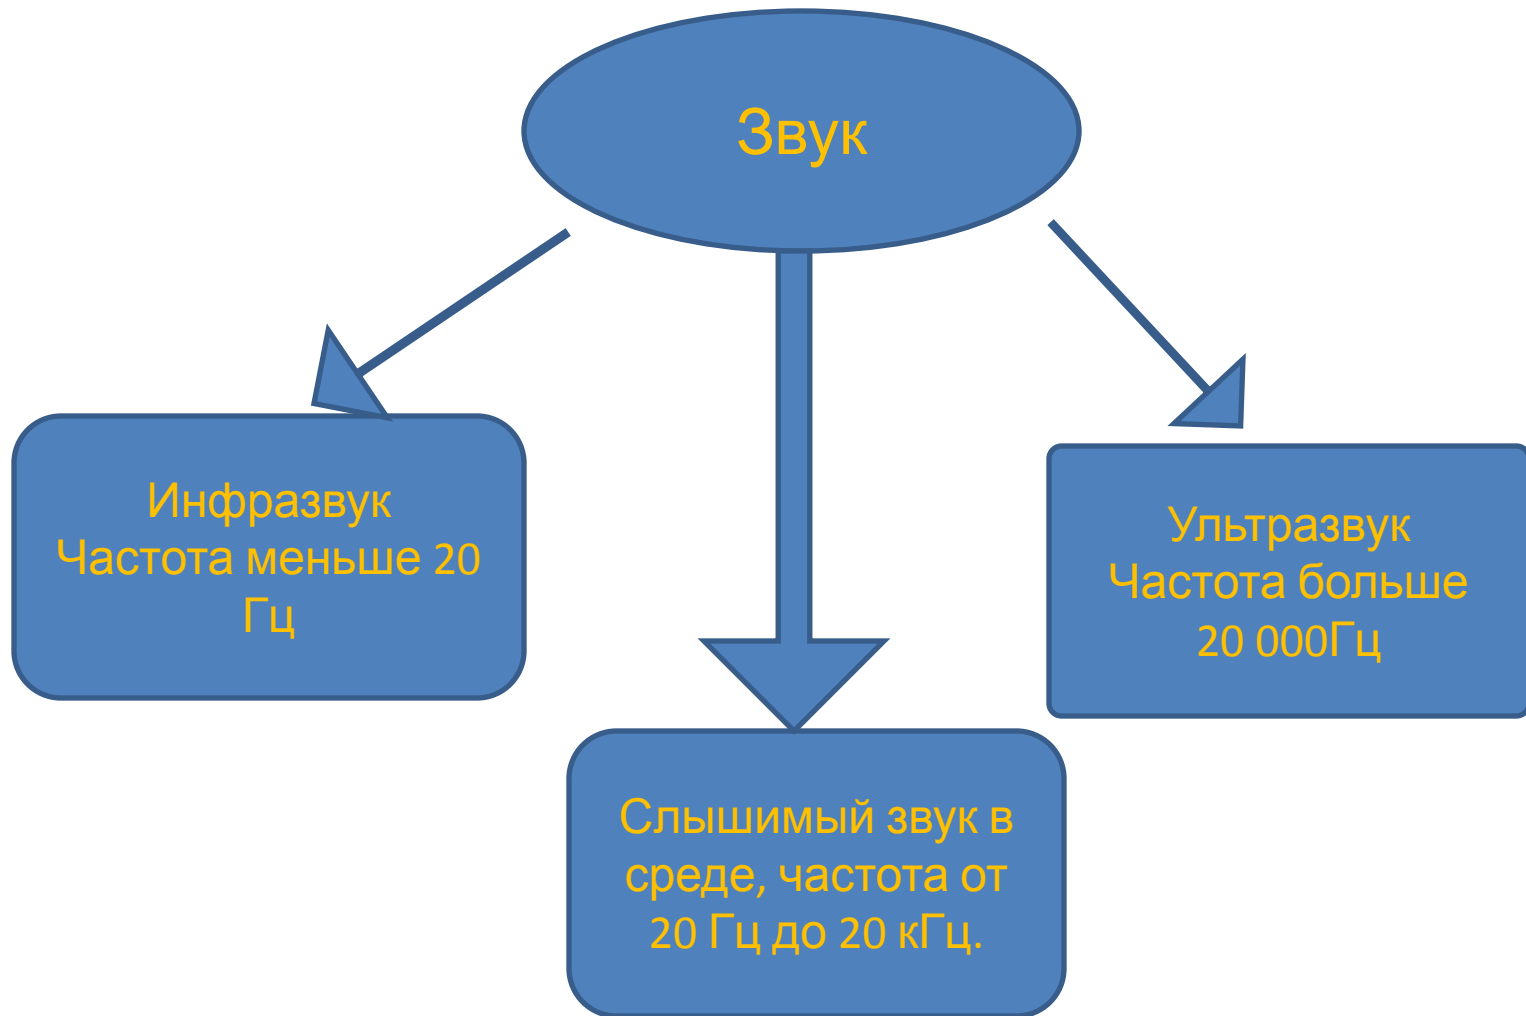 Звук
Инфразвук
Частота меньше 20
Гц
Ультразвук
Частота больше
20 000Гц
Слышимый звук в
среде, частота от
20 Гц до 20 кГц.